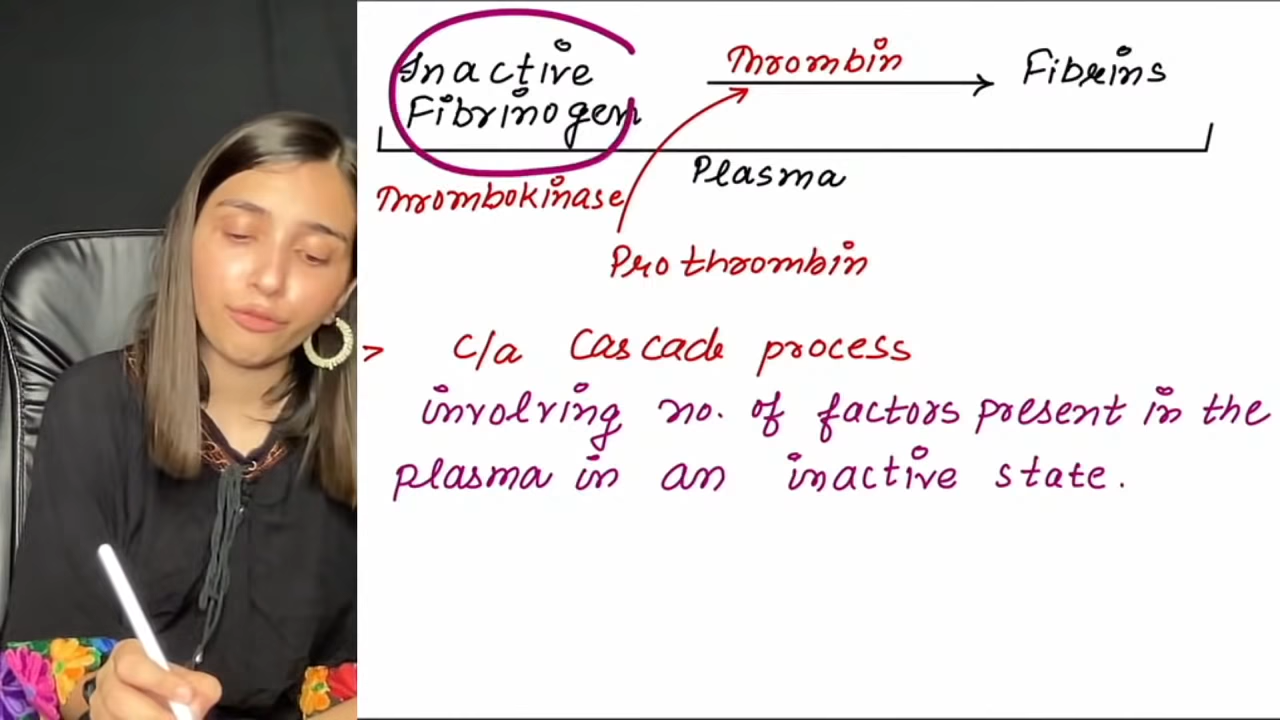 Inactive Thrombin Fibrins
Fibrinogen
Plasma
Thrombokinase
Prothrombin
> c/a Cascade process
involving no. of factors present in the
plasma in an inactive state.